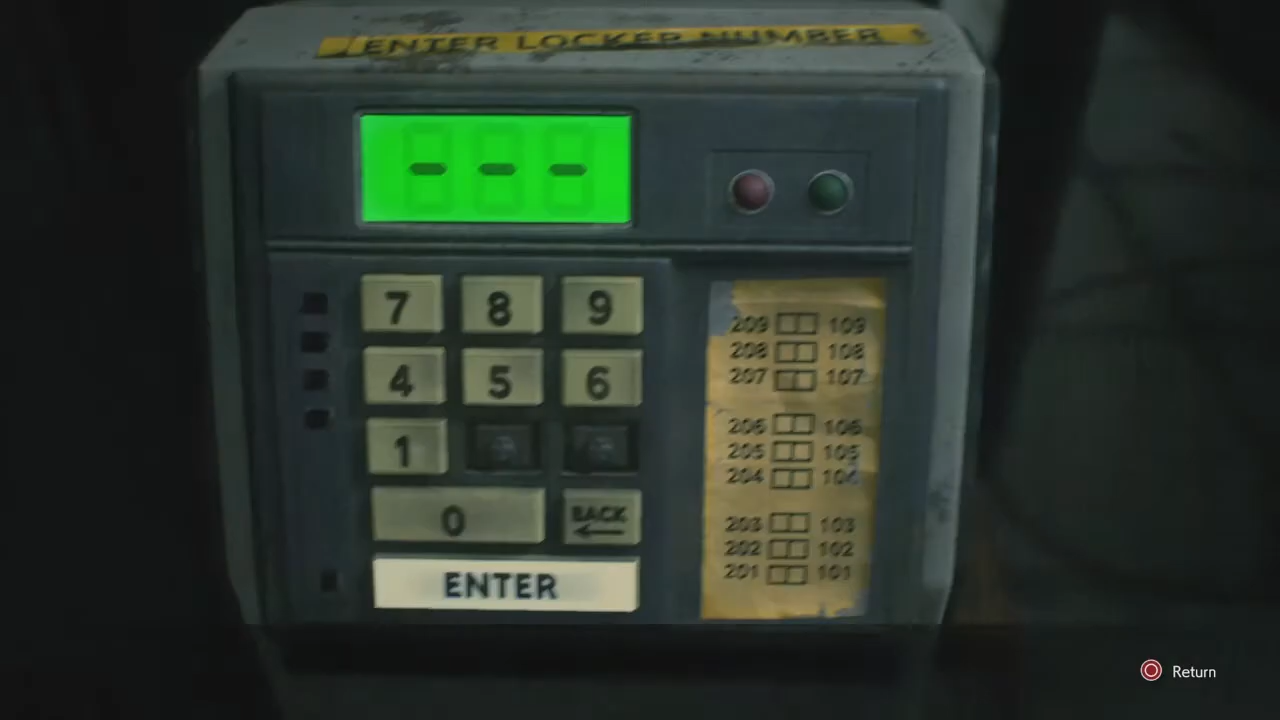 ENTER LOCKER NUMBER
- - -
7 8 9
4 5 6
1
0 BACK
ENTER
209 109
208 108
207 107
206 106
205 105
204 104
203 103
202 102
201 101
Return